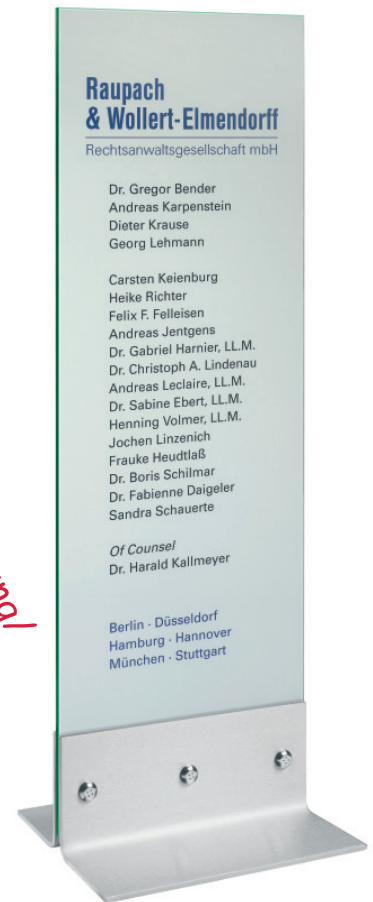 Raupach
& Wollert-Elmendorff
Rechtsanwaltsgesellschaft mbH
Dr. Gregor Bender
Andreas Karpenstein
Dieter Krause
Georg Lehmann
Carsten Keienburg
Heike Richter
Felix F. Felleisen
Andreas Jentgens
Dr. Gabriel Harnier, LL.M.
Dr. Christoph A. Lindenau
Andreas Leclaire, LL.M.
Dr. Sabine Ebert, LL.M.
Henning Volmer, LL.M.
Jochen Linzenich
Frauke Heudtlaß
Dr. Boris Schilmar
Dr. Fabienne Daigeler
Sandra Schauerte
Of Counsel
Dr. Harald Kallmeyer
Berlin · Düsseldorf
Hamburg · Hannover
München · Stuttgart